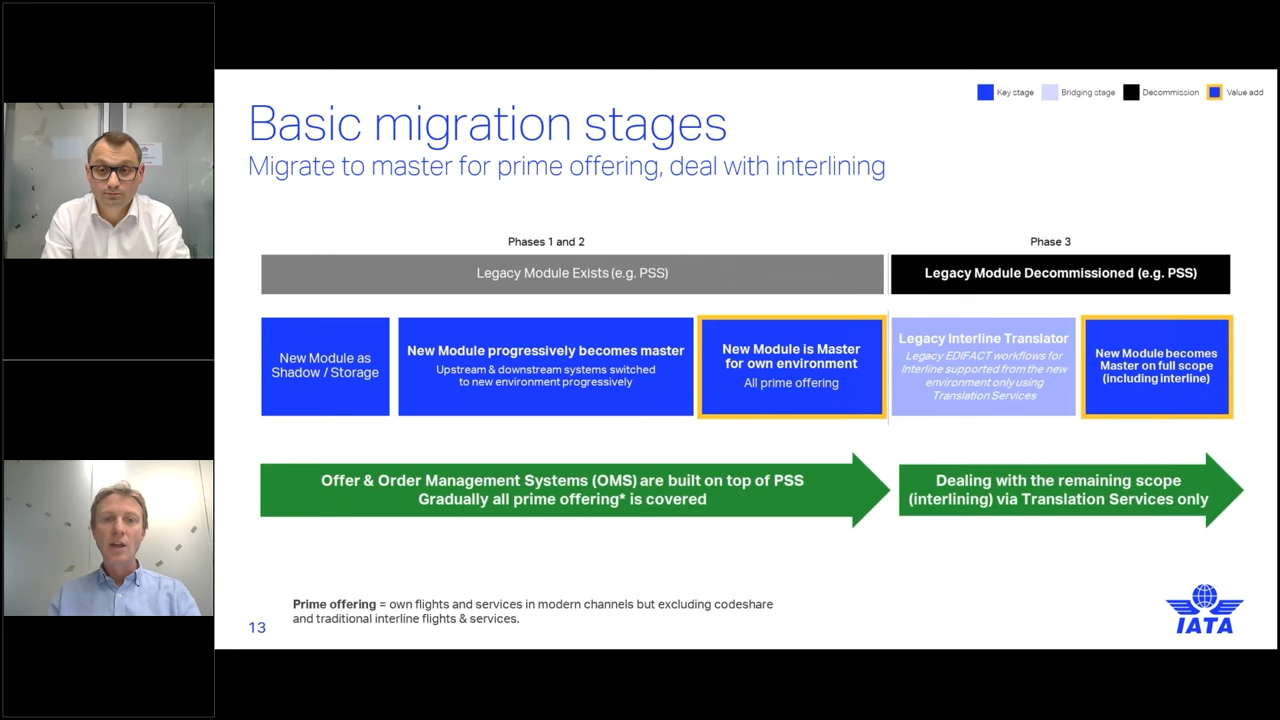 Key stage
Bridging stage
Decommission
Value add
Basic migration stages
Migrate to master for prime offering, deal with interlining
Phases 1 and 2
Phase 3
Legacy Module Exists (e.g. PSS)
Legacy Module Decommissioned (e.g. PSS)
New Module as
Shadow / Storage
New Module progressively becomes master
Upstream & downstream systems switched
to new environment progressively
New Module is Master
for own environment
All prime offering
Legacy Interline Translator
Legacy EDIFACT workflows for
Interline supported from the new
environment only using
Translation Services
New Module becomes
Master on full scope
(including interline)
Offer & Order Management Systems (OMS) are built on top of PSS
Gradually all prime offering* is covered
Dealing with the remaining scope
(interlining) via Translation Services only
Prime offering = own flights and services in modern channels but excluding codeshare
and traditional interline flights & services.
13
IATA